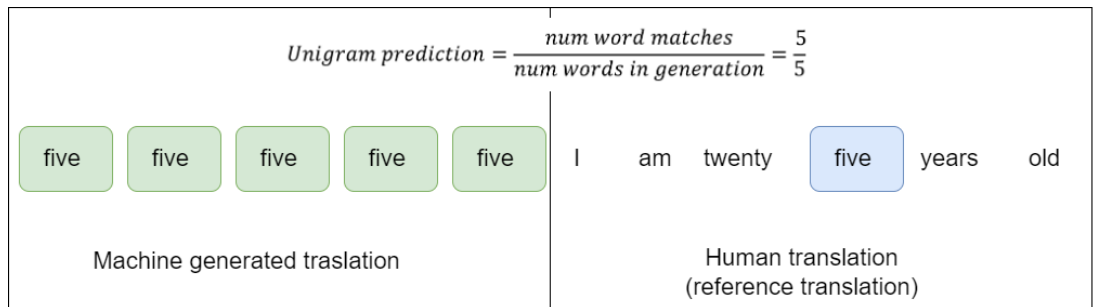 Unigram prediction = num word matches / num words in generation = 5 / 5
five five five five five I am twenty five years old
Machine generated traslation
Human translation
(reference translation)